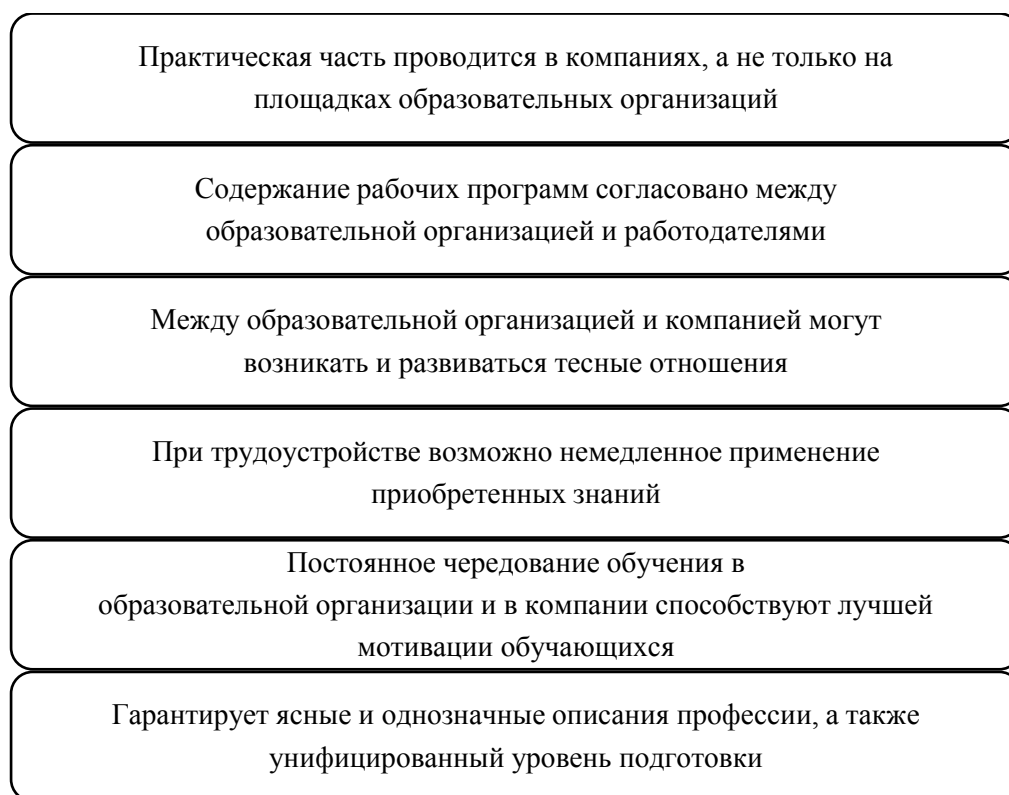 Практическая часть проводится в компаниях, а не только на
площадках образовательных организаций
Содержание рабочих программ согласовано между
образовательной организацией и работодателями
Между образовательной организацией и компанией могут
возникать и развиваться тесные отношения
При трудоустройстве возможно немедленное применение
приобретенных знаний
Постоянное чередование обучения в
образовательной организации и в компании способствуют лучшей
мотивации обучающихся
Гарантирует ясные и однозначные описания профессии, а также
унифицированный уровень подготовки